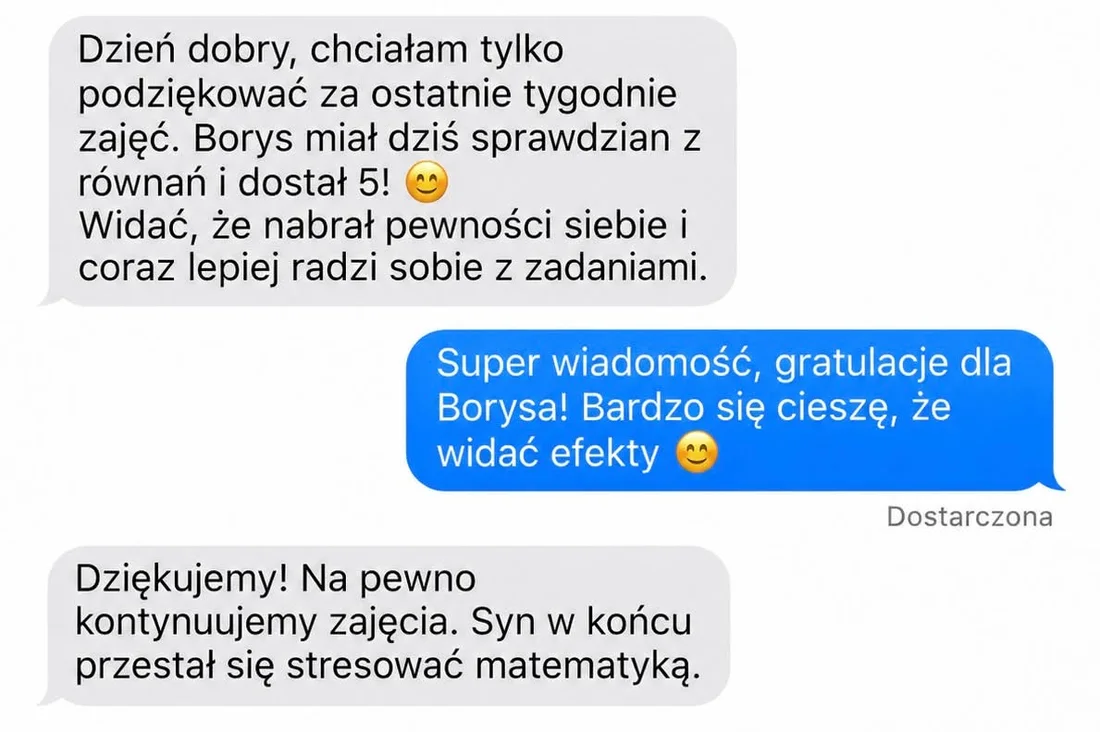 Dzień dobry, chciałam tylko
podziękować za ostatnie tygodnie
zajęć. Borys miał dziś sprawdzian z
równań i dostał 5! 😊
Widać, że nabrał pewności siebie i
coraz lepiej radzi sobie z zadaniami.
Super wiadomość, gratulacje dla
Borysa! Bardzo się cieszę, że
widać efekty 😊
Dostarczona
Dziękujemy! Na pewno
kontynuujemy zajęcia. Syn w końcu
przestał się stresować matematyką.